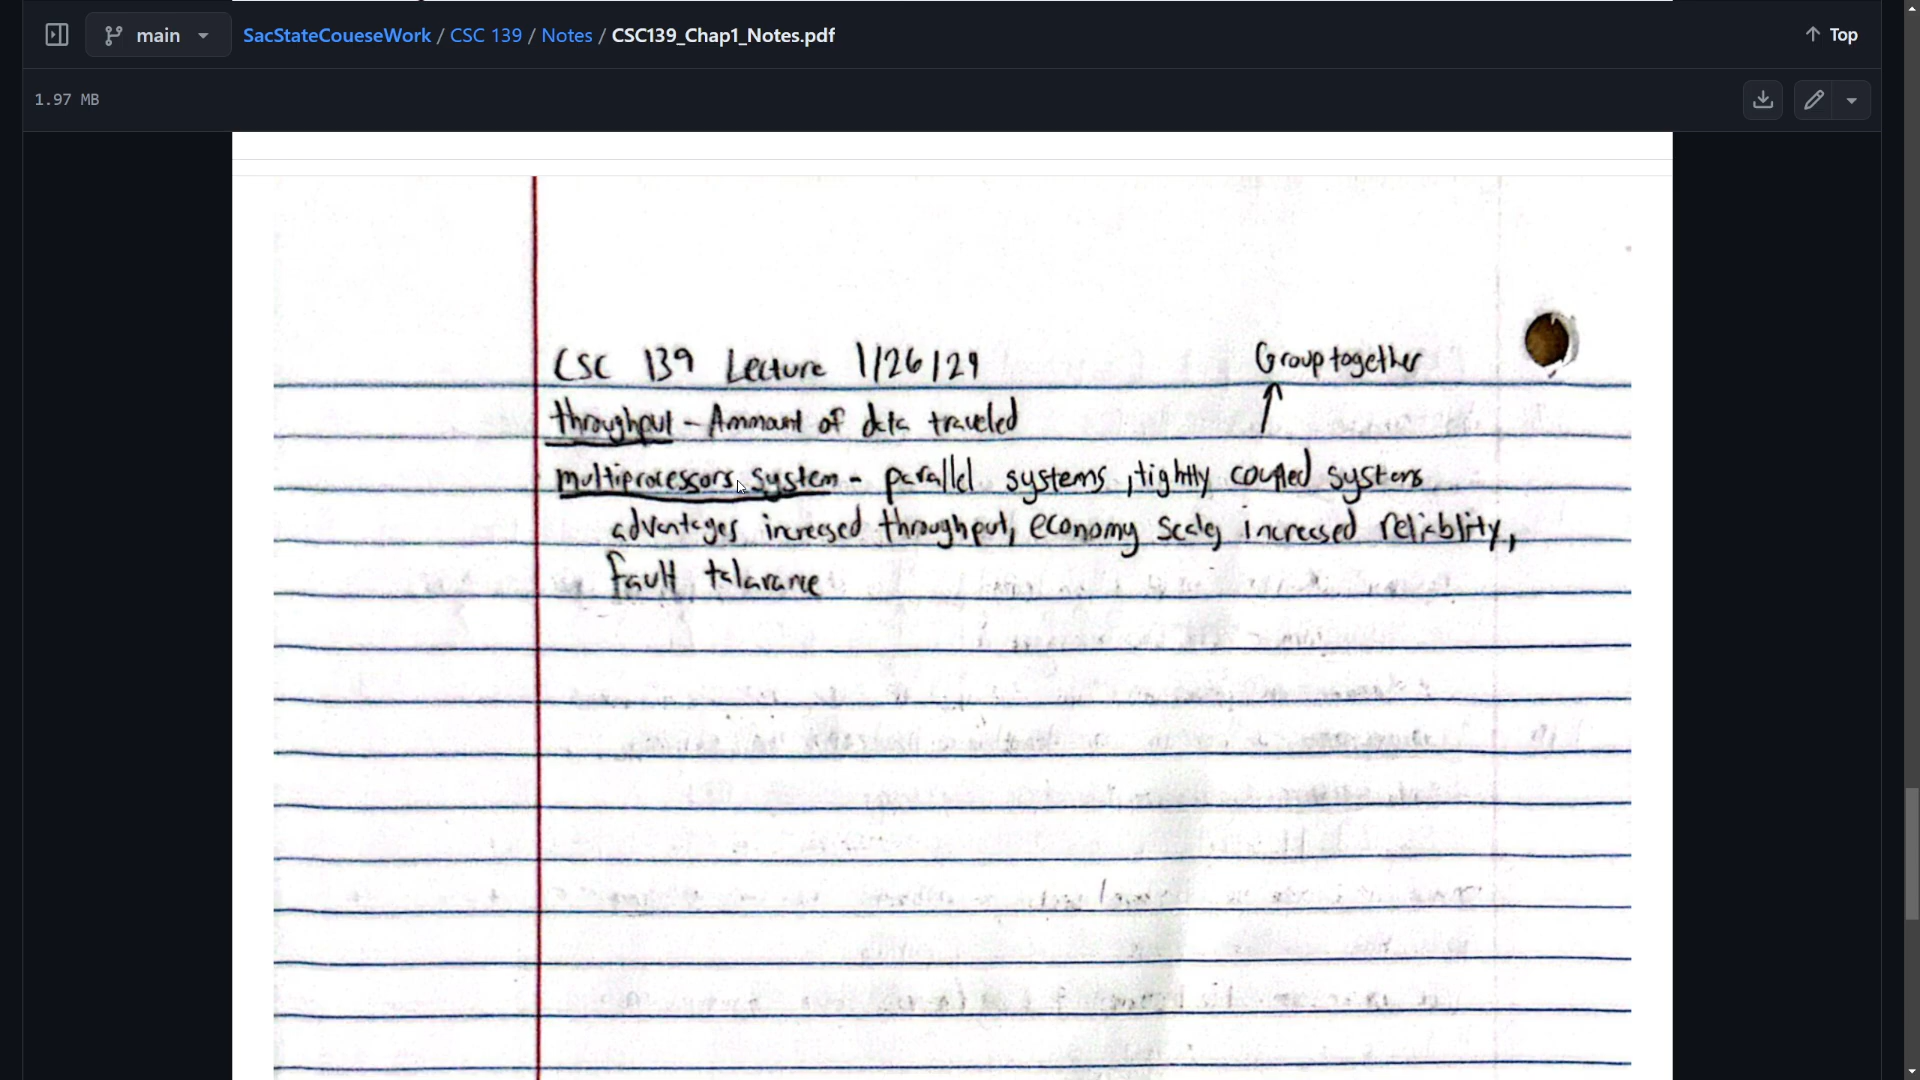 main
SacStateCoueseWork / CSC 139 / Notes / CSC139_Chap1_Notes.pdf
Top
1.97 MB
CSC 139 Lecture 1/26/24
Group together
throughput - Ammount of data traveled
multiprocessors system - parallel systems, tightly coupled systems
advantages increased throughput, economy scale, increased reliablity,
fault talarance